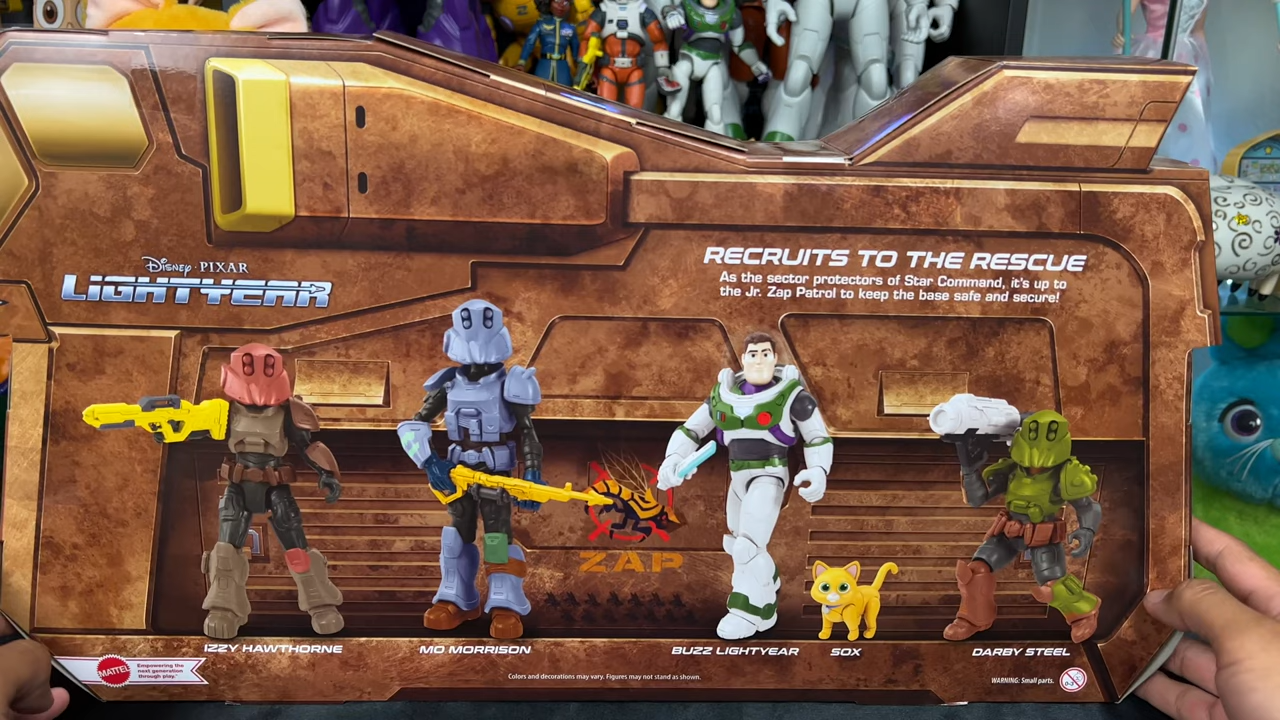 Disney · PIXAR
LIGHTYEAR
RECRUITS TO THE RESCUE
As the sector protectors of Star Command, it's up to
the Jr. Zap Patrol to keep the base safe and secure!
ZAP
IZZY HAWTHORNE
MO MORRISON
BUZZ LIGHTYEAR
SOX
DARBY STEEL
MATTEL
Empowering the
next generation
through play.™
Colors and decorations may vary. Figures may not stand as shown.
WARNING: Small parts.
0-3